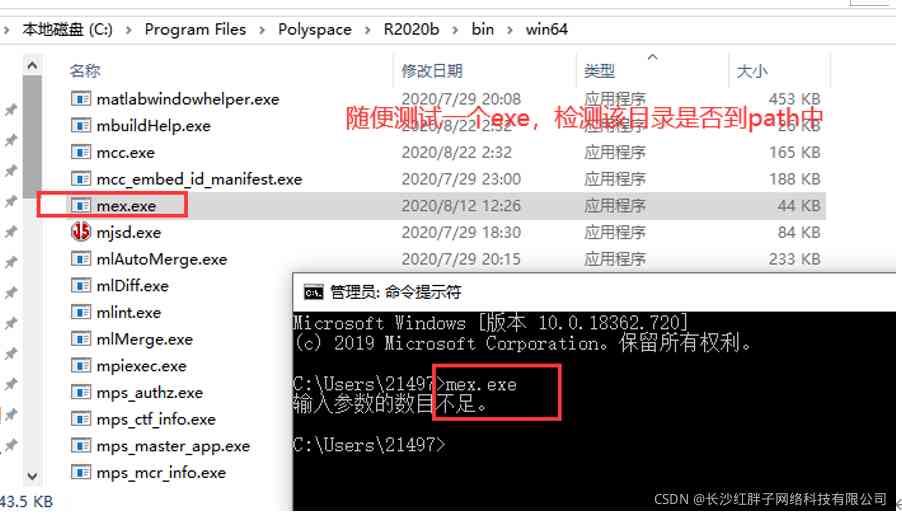 本地磁盘 (C:) > Program Files > Polyspace > R2020b > bin > win64
名称 修改日期 类型 大小
matlabwindowhelper.exe 2020/7/29 20:08 应用程序 453 KB
随便测试一个exe，检测该目录是否到path中
mbuildHelp.exe 2020/8/22 2:32 应用程序 26 KB
mcc.exe 2020/8/22 2:32 应用程序 165 KB
mcc_embed_id_manifest.exe 2020/7/29 23:00 应用程序 188 KB
mex.exe 2020/8/12 12:26 应用程序 44 KB
mjsd.exe 2020/7/29 18:30 应用程序 84 KB
mlAutoMerge.exe 2020/7/29 20:15 应用程序 233 KB
mlDiff.exe
mlint.exe
mlMerge.exe
mpiexec.exe
mps_authz.exe
mps_ctf_info.exe
mps_master_app.exe
mps_mcr_info.exe
43.5 KB
管理员: 命令提示符
Microsoft Windows [版本 10.0.18362.720]
(c) 2019 Microsoft Corporation。保留所有权利。
C:\Users\21497>mex.exe
输入参数的数目不足。
C:\Users\21497>
CSDN @长沙红胖子网络科技有限公司